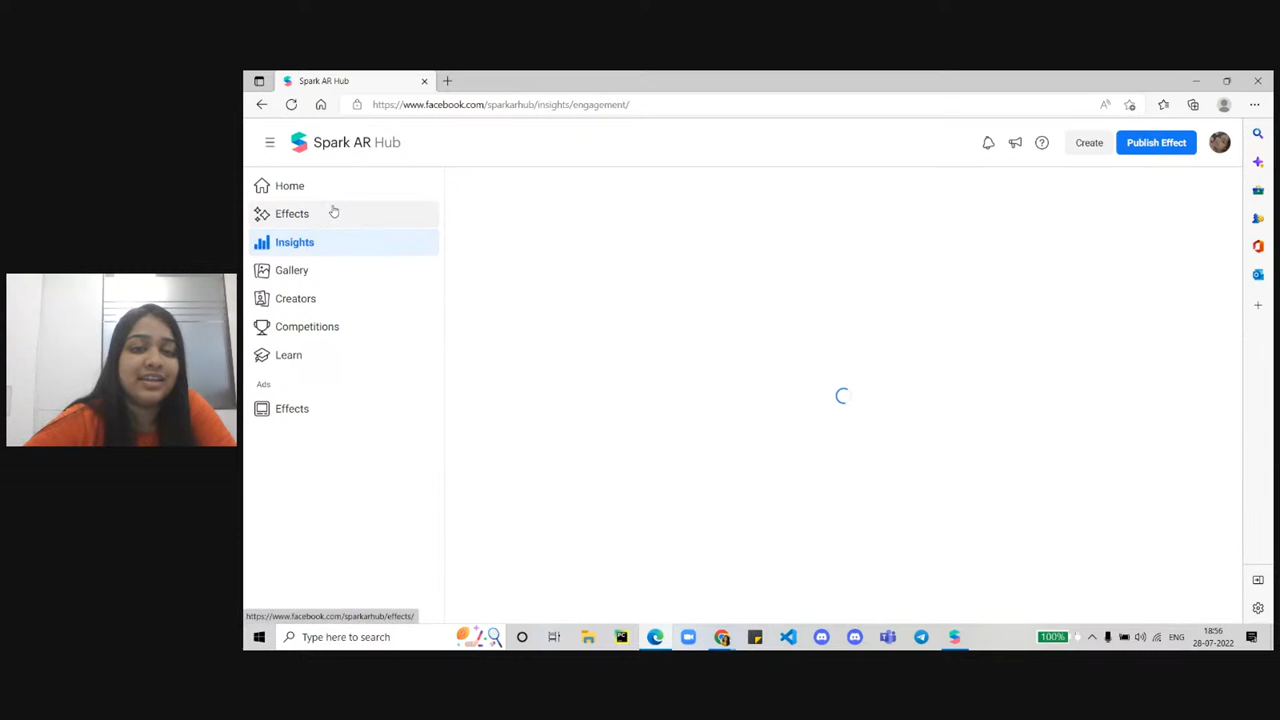 Spark AR Hub
https://www.facebook.com/sparkarhub/insights/engagement/
Spark AR Hub
Create
Publish Effect
Home
Effects
Insights
Gallery
Creators
Competitions
Learn
Ads
Effects
https://www.facebook.com/sparkarhub/effects/
Type here to search
100%
ENG
18:56
28-07-2022